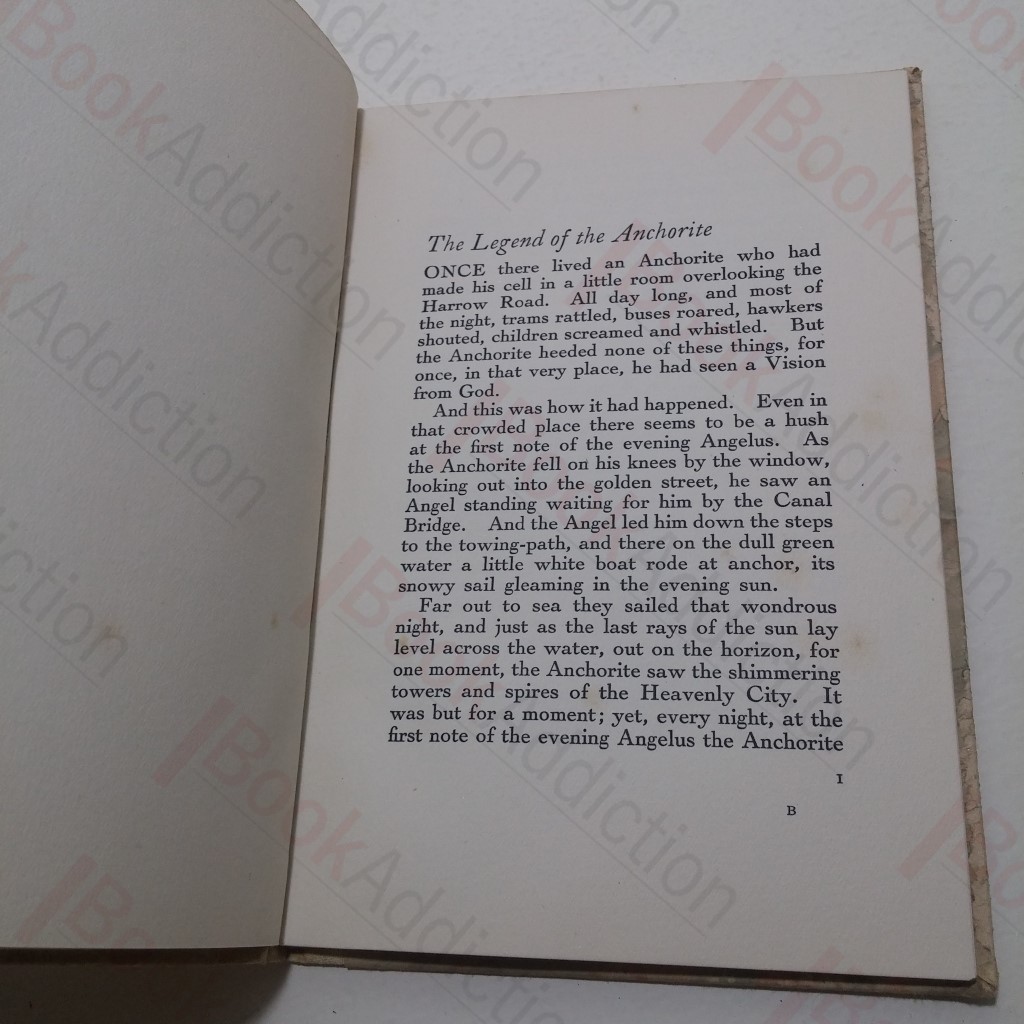 The Legend of the Anchorite
ONCE there lived an Anchorite who had
made his cell in a little room overlooking the
Harrow Road. All day long, and most of
the night, trams rattled, buses roared, hawkers
shouted, children screamed and whistled. But
the Anchorite heeded none of these things, for
once, in that very place, he had seen a Vision
from God.
And this was how it had happened. Even in
that crowded place there seems to be a hush
at the first note of the evening Angelus. As
the Anchorite fell on his knees by the window,
looking out into the golden street, he saw an
Angel standing waiting for him by the Canal
Bridge. And the Angel led him down the steps
to the towing-path, and there on the dull green
water a little white boat rode at anchor, its
snowy sail gleaming in the evening sun.
Far out to sea they sailed that wondrous
night, and just as the last rays of the sun lay
level across the water, out on the horizon, for
one moment, the Anchorite saw the shimmering
towers and spires of the Heavenly City. It
was but for a moment; yet, every night, at the
first note of the evening Angelus the Anchorite
I
B
BookAddiction